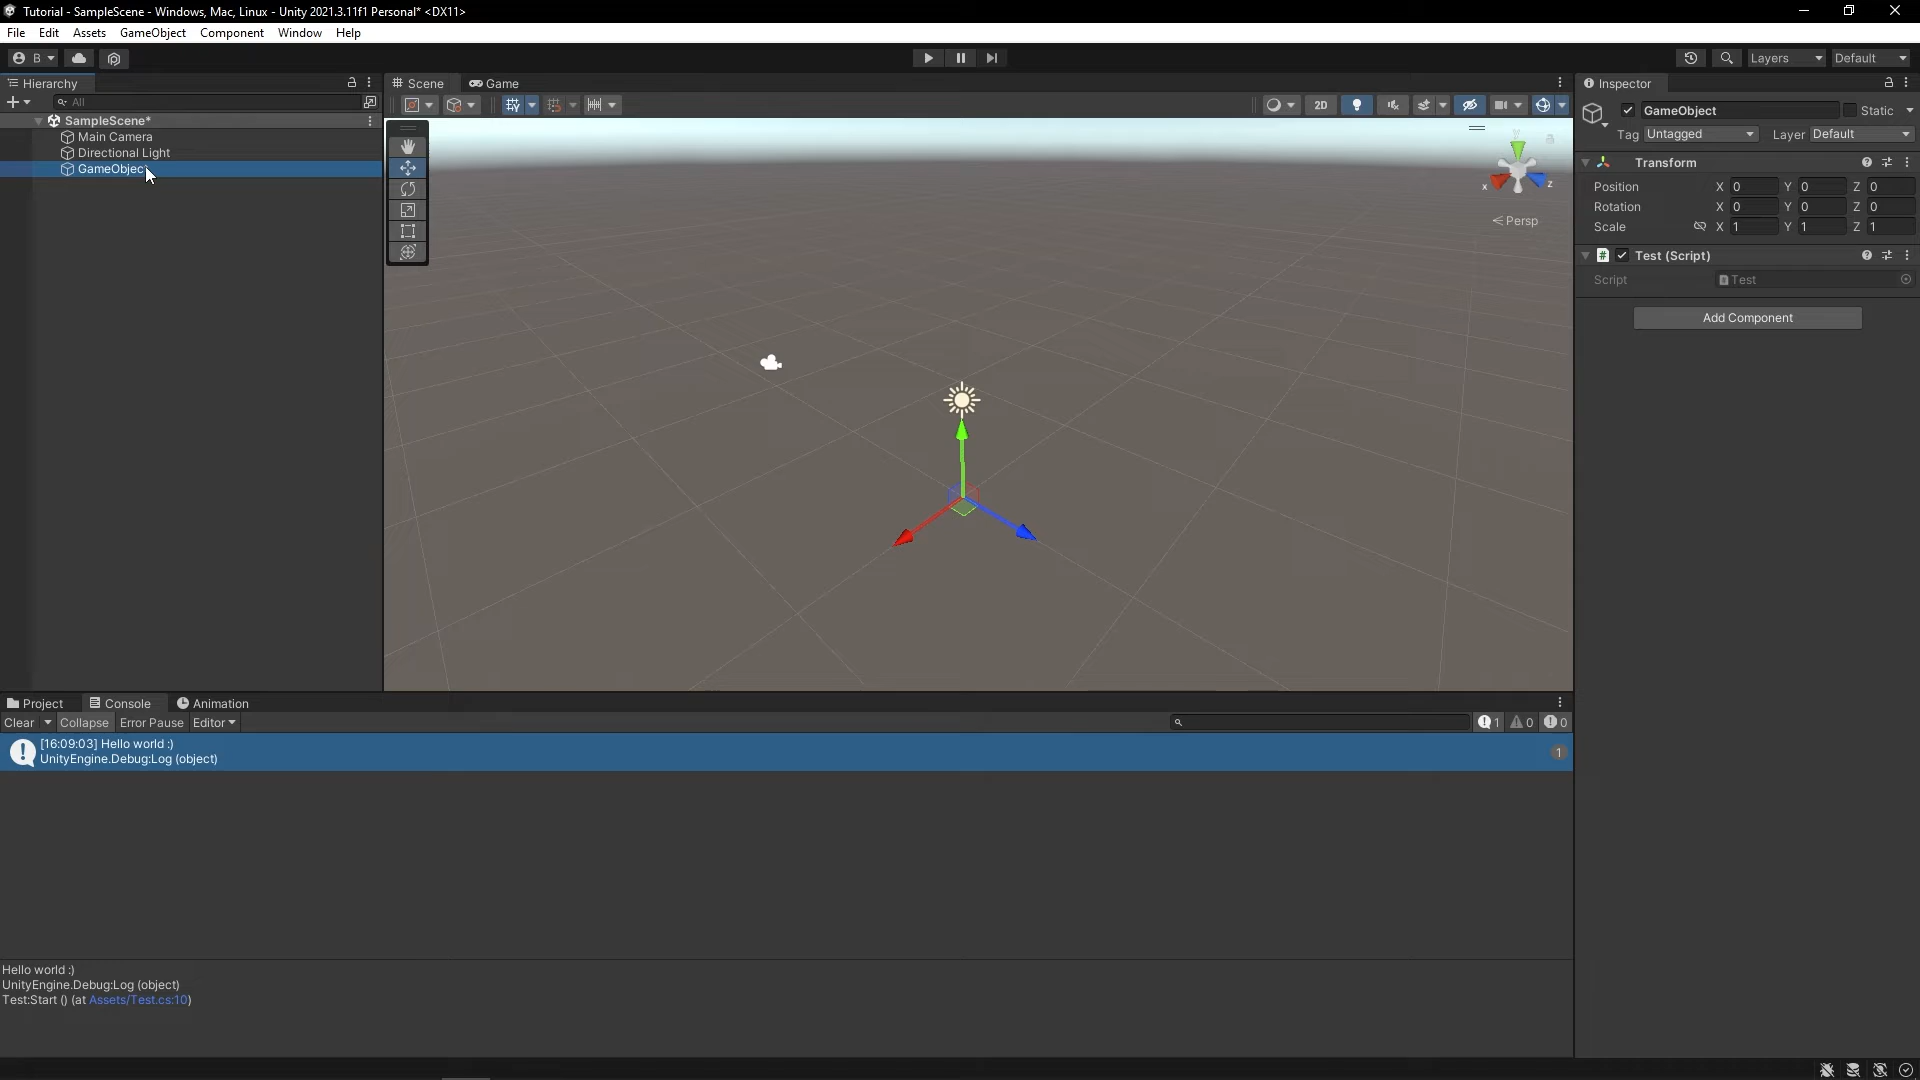 Tutorial - SampleScene - Windows, Mac, Linux - Unity 2021.3.11f1 Personal* <DX11>
File Edit Assets GameObject Component Window Help
B Layers Default
Hierarchy
All
SampleScene*
Main Camera
Directional Light
GameObject
Scene Game
2D
y
x
z
Persp
Inspector
GameObject Static
Tag Untagged Layer Default
Transform
Position X 0 Y 0 Z 0
Rotation X 0 Y 0 Z 0
Scale X 1 Y 1 Z 1
# Test (Script)
Script Test
Add Component
Project Console Animation
Clear Collapse Error Pause Editor 1 0 0
[16:09:03] Hello world :)
UnityEngine.Debug:Log (object)
1
Hello world :)
UnityEngine.Debug:Log (object)
Test:Start () (at Assets/Test.cs:10)